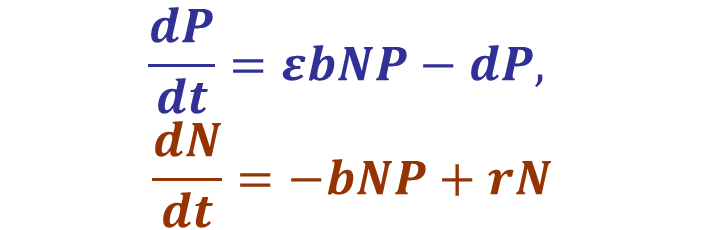 dP/dt = εbNP − dP,
dN/dt = −bNP + rN